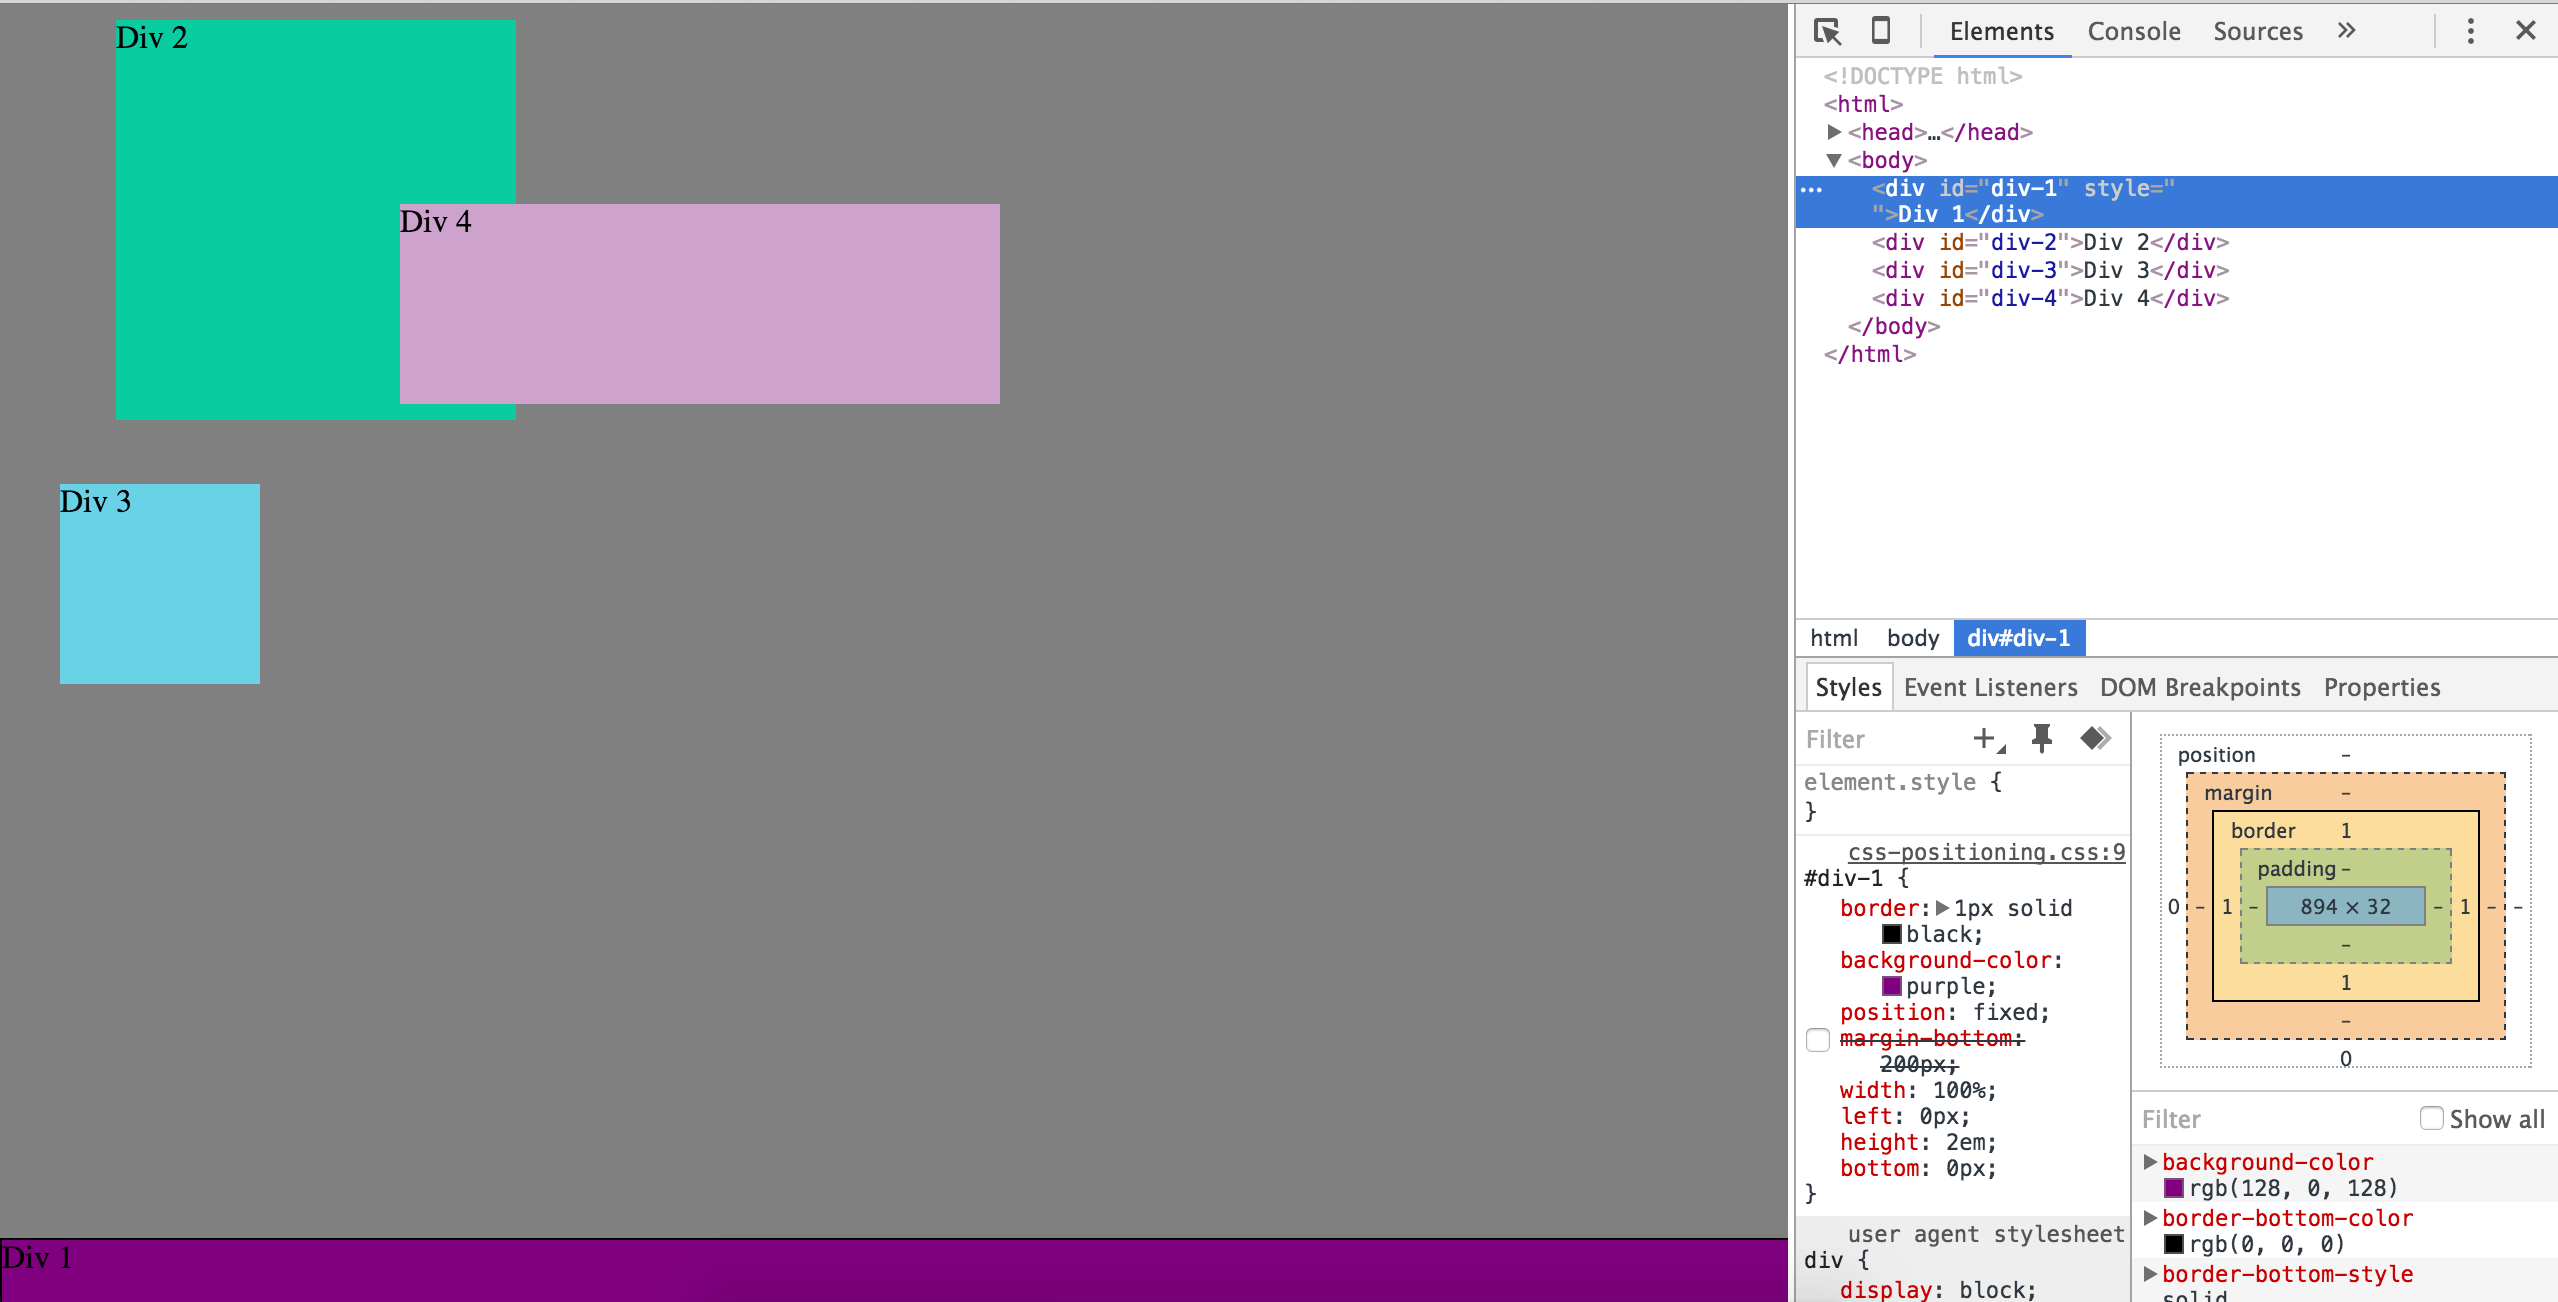 Div 2
Div 4
Div 3
Div 1
Elements Console Sources »
<!DOCTYPE html>
<html>
<head>…</head>
<body>
<div id="div-1" style="
">Div 1</div>
<div id="div-2">Div 2</div>
<div id="div-3">Div 3</div>
<div id="div-4">Div 4</div>
</body>
</html>
html body div#div-1
Styles Event Listeners DOM Breakpoints Properties
Filter
element.style {
}
css-positioning.css:9
#div-1 {
border: 1px solid
black;
background-color:
purple;
position: fixed;
margin-bottom:
200px;
width: 100%;
left: 0px;
height: 2em;
bottom: 0px;
}
user agent stylesheet
div {
display: block;
position –
margin –
border 1
padding –
0 – 1 – 894 × 32 – 1 – –
–
1
–
0
Filter Show all
background-color
rgb(128, 0, 128)
border-bottom-color
rgb(0, 0, 0)
border-bottom-style
solid